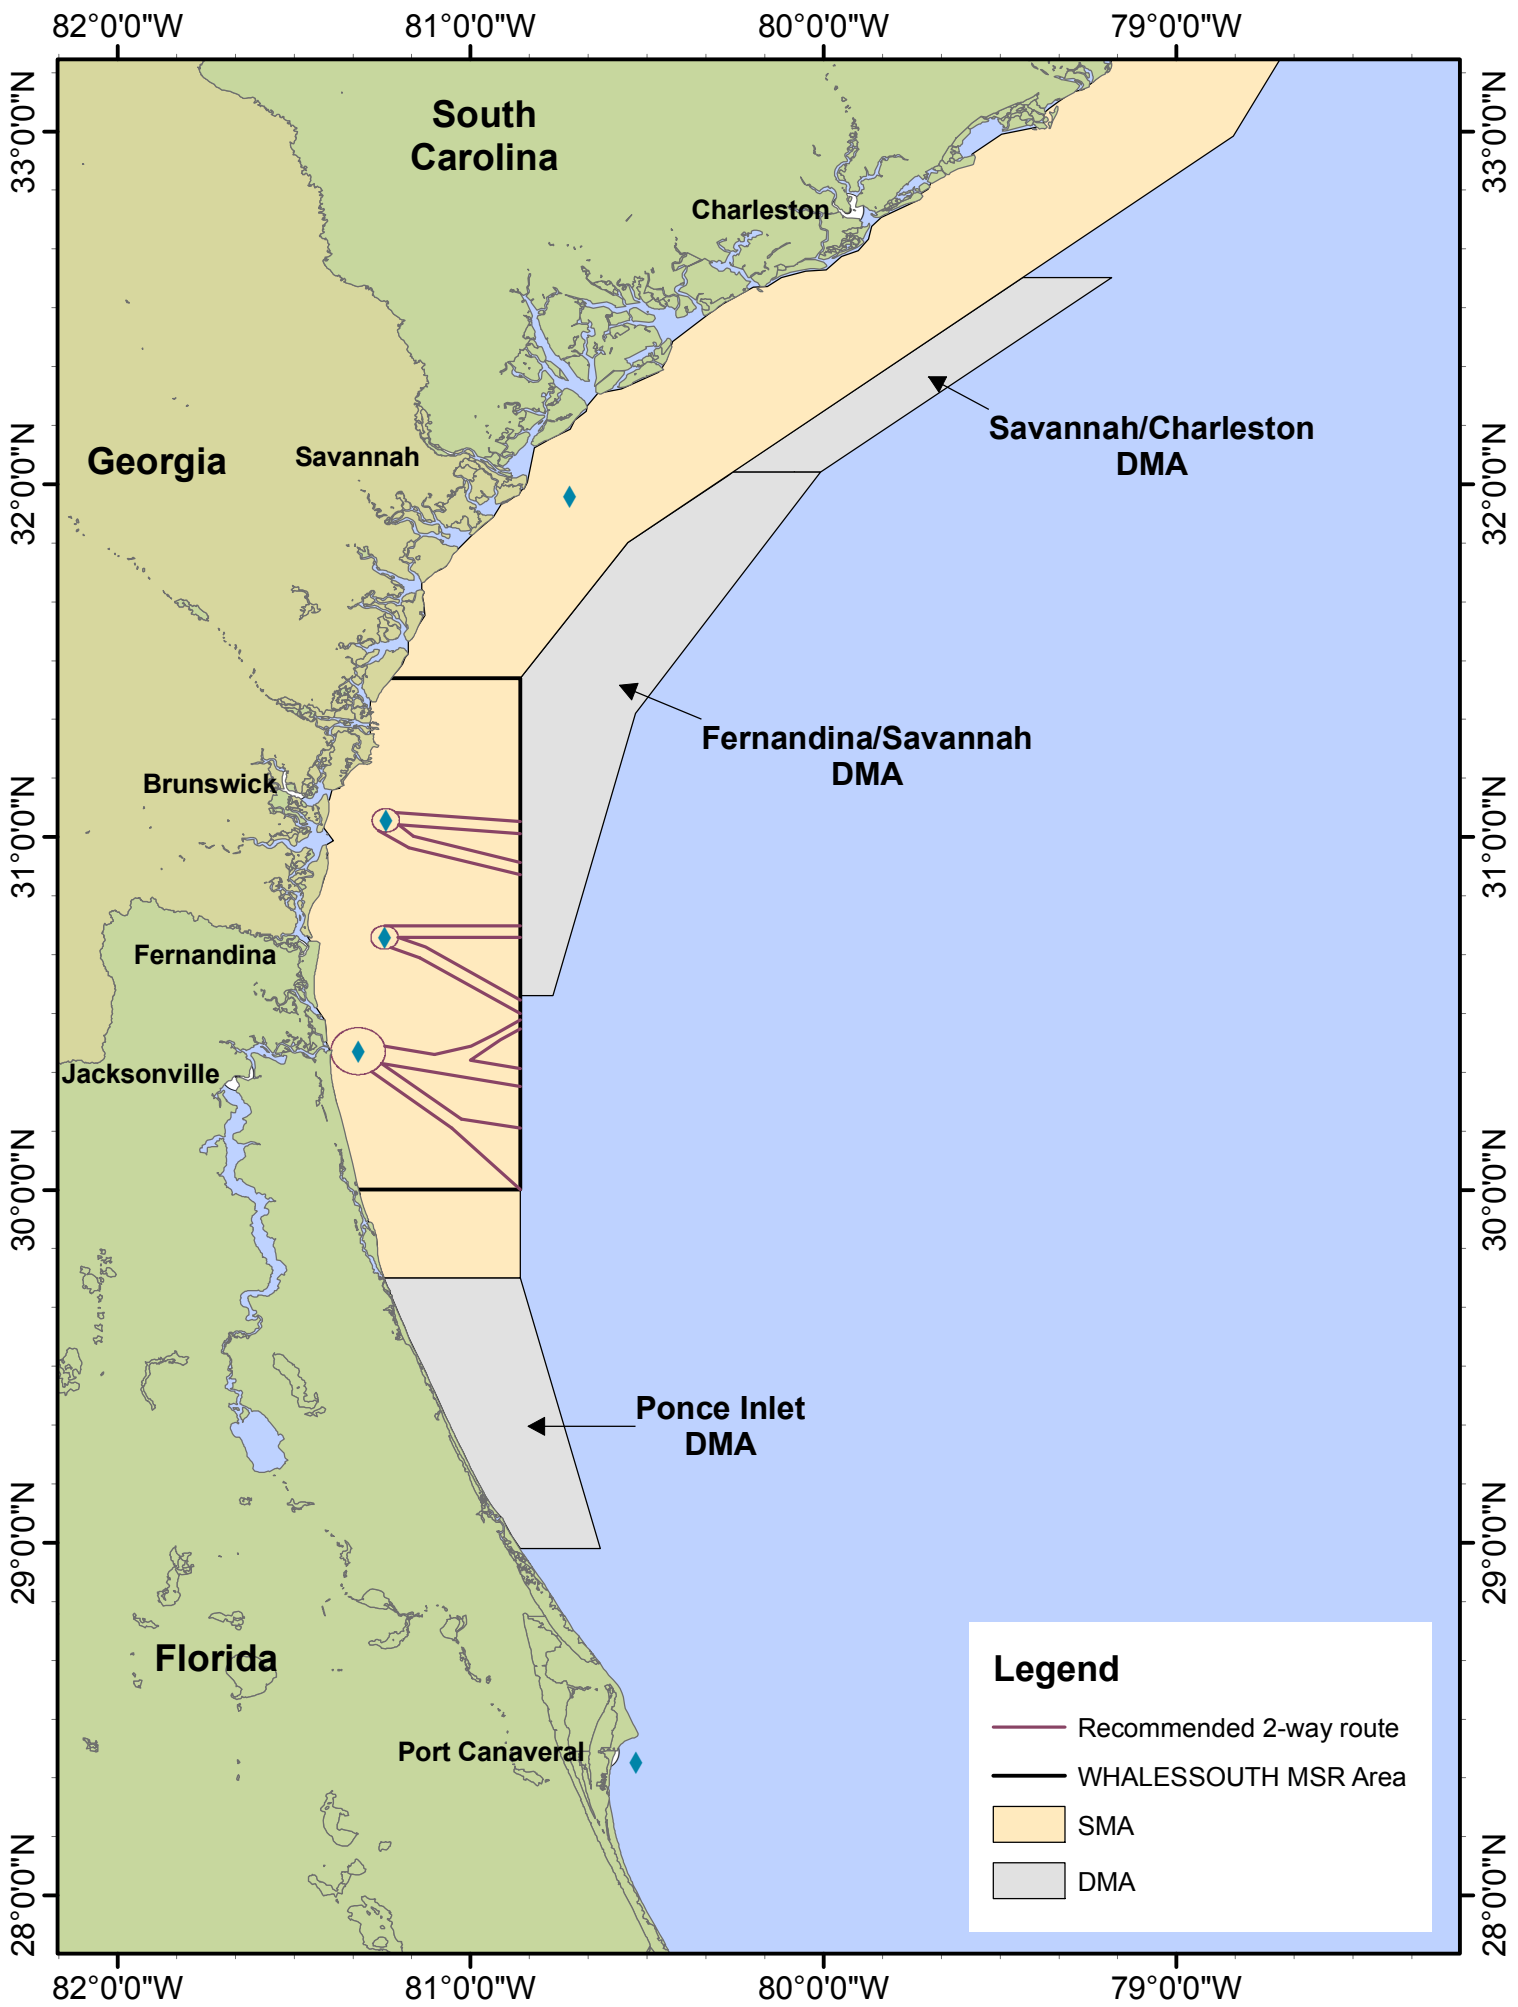 82°0'0"W 81°0'0"W 80°0'0"W 79°0'0"W
33°0'0"N
33°0'0"N
South
Carolina
Charleston
Savannah/Charleston
DMA
Georgia
Savannah
32°0'0"N
32°0'0"N
Fernandina/Savannah
DMA
Brunswick
31°0'0"N
31°0'0"N
Fernandina
Jacksonville
30°0'0"N
30°0'0"N
Ponce Inlet
DMA
29°0'0"N
29°0'0"N
Florida
Port Canaveral
Legend
Recommended 2-way route
WHALESSOUTH MSR Area
SMA
DMA
28°0'0"N
28°0'0"N
82°0'0"W 81°0'0"W 80°0'0"W 79°0'0"W